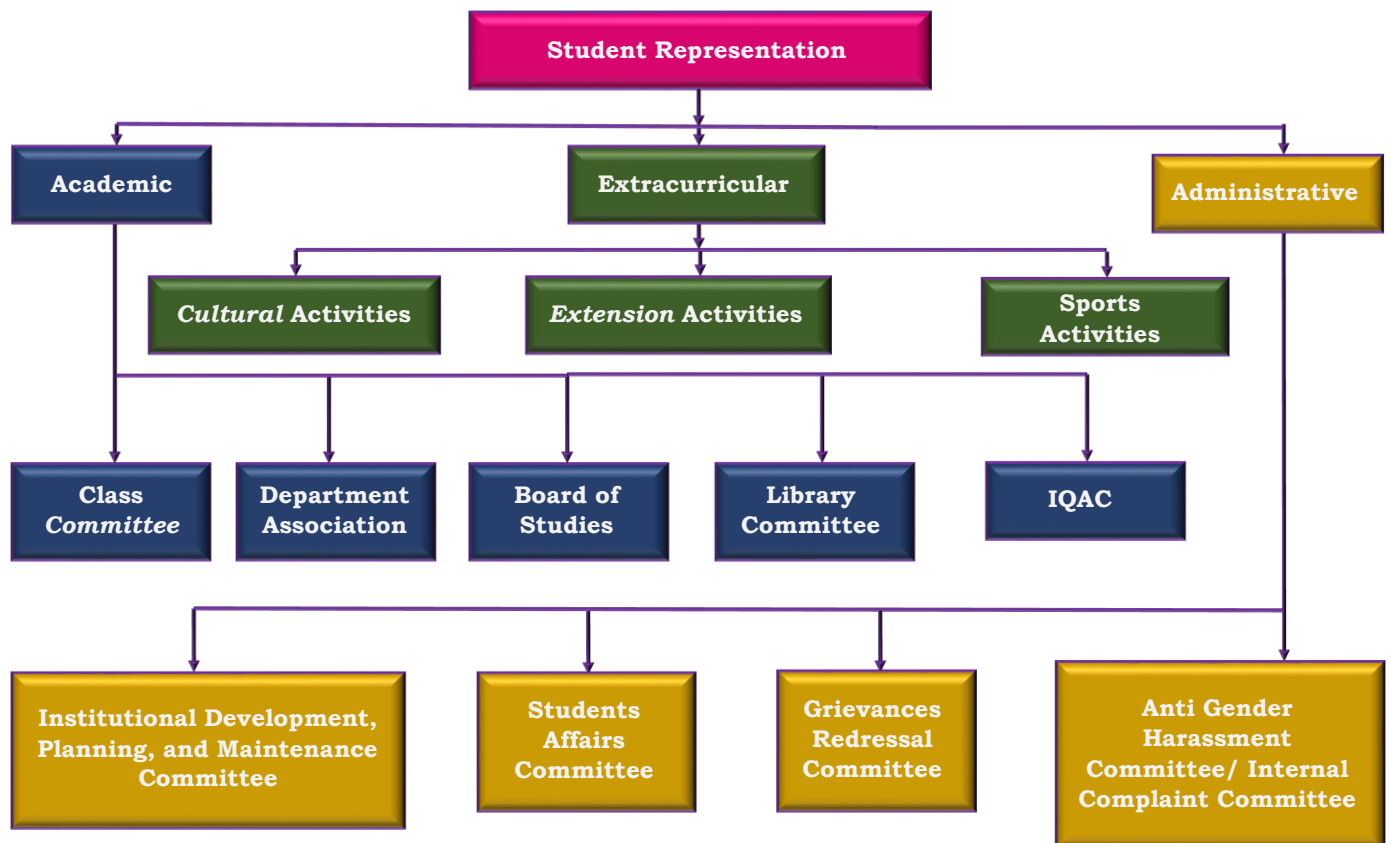 Student Representation
Academic
Extracurricular
Administrative
Cultural Activities
Extension Activities
Sports
Activities
Class
Committee
Department
Association
Board of
Studies
Library
Committee
IQAC
Institutional Development,
Planning, and Maintenance
Committee
Students
Affairs
Committee
Grievances
Redressal
Committee
Anti Gender
Harassment
Committee/ Internal
Complaint Committee